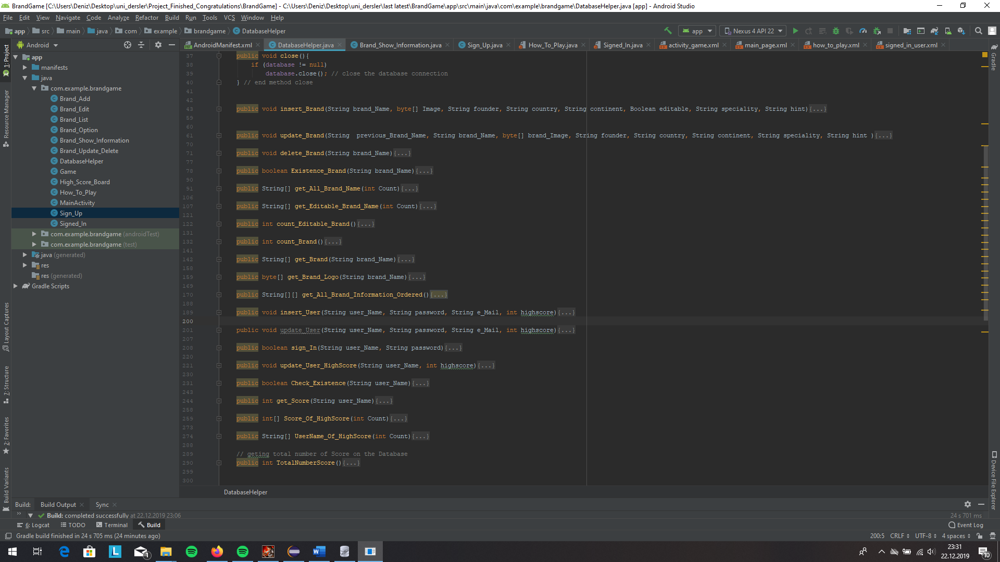 BrandGame [C:\Users\Deniz\Desktop\uni_dersler\Project_Finished_Congratulations\BrandGame] - C:\Users\Deniz\Desktop\uni_dersler\last latest\BrandGame\app\src\main\java\com\example\brandgame\DatabaseHelper.java [app] - Android Studio
File Edit View Navigate Code Analyze Refactor Build Run Tools VCS Window Help
app src main java com example brandgame DatabaseHelper
app Nexus 4 API 22
Android
AndroidManifest.xml DatabaseHelper.java Brand_Show_Information.java Sign_Up.java How_To_Play.java Signed_In.java activity_game.xml main_page.xml how_to_play.xml signed_in_user.xml
1: Project
Resource Manager
Layout Captures
7: Structure
2: Favorites
Build Variants
app
manifests
java
com.example.brandgame
Brand_Add
Brand_Edit
Brand_List
Brand_Option
Brand_Show_Information
Brand_Update_Delete
DatabaseHelper
Game
High_Score_Board
How_To_Play
MainActivity
Sign_Up
Signed_In
com.example.brandgame (androidTest)
com.example.brandgame (test)
java (generated)
res
res (generated)
Gradle Scripts
37 public void close(){
38 if (database != null)
39 database.close(); // close the database connection
40 } // end method close
41
42
43 public void insert_Brand(String brand_Name, byte[] Image, String founder, String country, String continent, Boolean editable, String speciality, String hint){...}
59
60
61 public void update_Brand(String  previous_Brand_Name, String brand_Name, byte[] brand_Image, String founder, String country, String continent, String speciality, String hint ){...}
70
71 public void delete_Brand(String brand_Name){...}
77
78 public boolean Existence_Brand(String brand_Name){...}
90
91 public String[] get_All_Brand_Name(int Count){...}
106
107 public String[] get_Editable_Brand_Name(int Count){...}
121
122 public int count_Editable_Brand(){...}
131
132 public int count_Brand(){...}
141
142 public String[] get_Brand(String brand_Name){...}
158
159 public byte[] get_Brand_Logo(String brand_Name){...}
169
170 public String[][] get_All_Brand_Information_Ordered(){...}
188
189 public void insert_User(String user_Name, String password, String e_Mail, int highscore){...}
200
201 public void update_User(String user_Name, String password, String e_Mail, int highscore){...}
207
208 public boolean sign_In(String user_Name, String password){...}
220
221 public void update_User_HighScore(String user_Name, int highscore){...}
230
231 public boolean Check_Existence(String user_Name){...}
243
244 public int get_Score(String user_Name){...}
258
259 public int[] Score_Of_HighScore(int Count){...}
273
274 public String[] UserName_Of_HighScore(int Count){...}
288
289 // geting total number of Score on the Database
290 public int TotalNumberScore(){...}
299
300
DatabaseHelper
Gradle
Device File Explorer
Build: Build Output Sync
Build: completed successfully at 22.12.2019 23:06
24 s 701 ms
6: Logcat TODO Terminal Build
Event Log
Gradle build finished in 24 s 705 ms (24 minutes ago)
200:5 CRLF UTF-8 4 spaces
23:31
22.12.2019
10